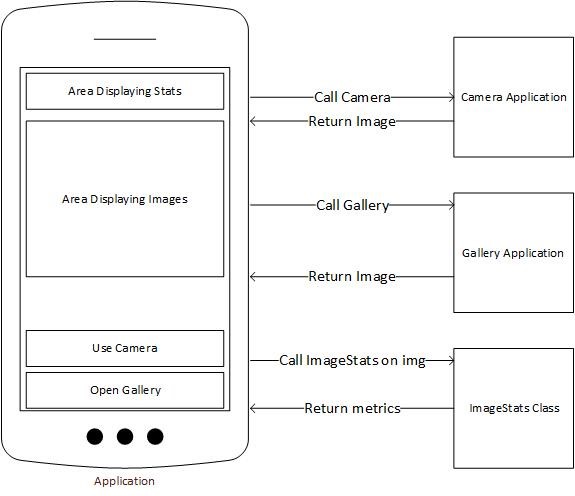 Area Displaying Stats
Call Camera
Camera Application
Return Image
Area Displaying Images
Call Gallery
Gallery Application
Return Image
Use Camera
Call ImageStats on img
Open Gallery
Return metrics
ImageStats Class
Application